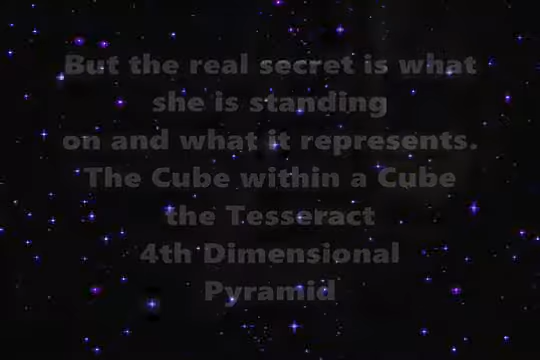 But the real secret is what
she is standing
on and what it represents.
The Cube within a Cube
the Tesseract
4th Dimensional
Pyramid